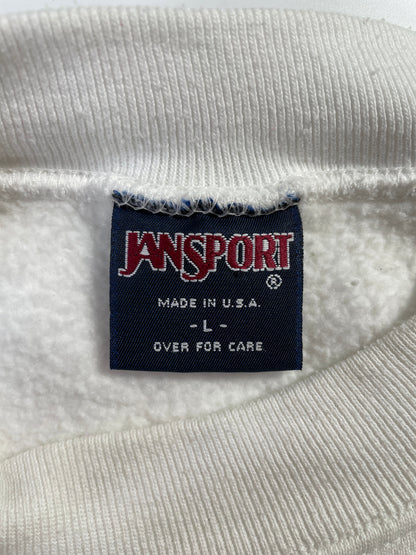 JANSPORT®
MADE IN U.S.A.
- L -
OVER FOR CARE